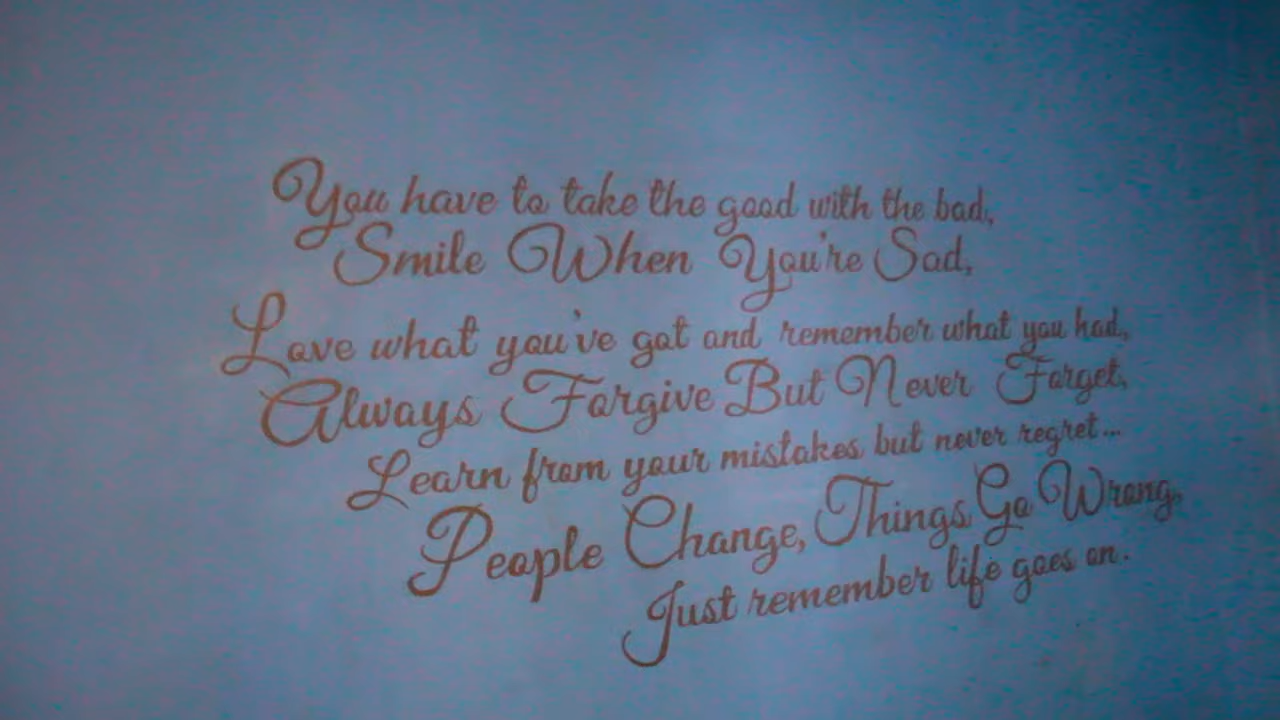 You have to take the good with the bad,
Smile When You're Sad,
Love what you've got and remember what you had,
Always Forgive But Never Forget,
Learn from your mistakes but never regret...
People Change, Things Go Wrong,
Just remember life goes on.